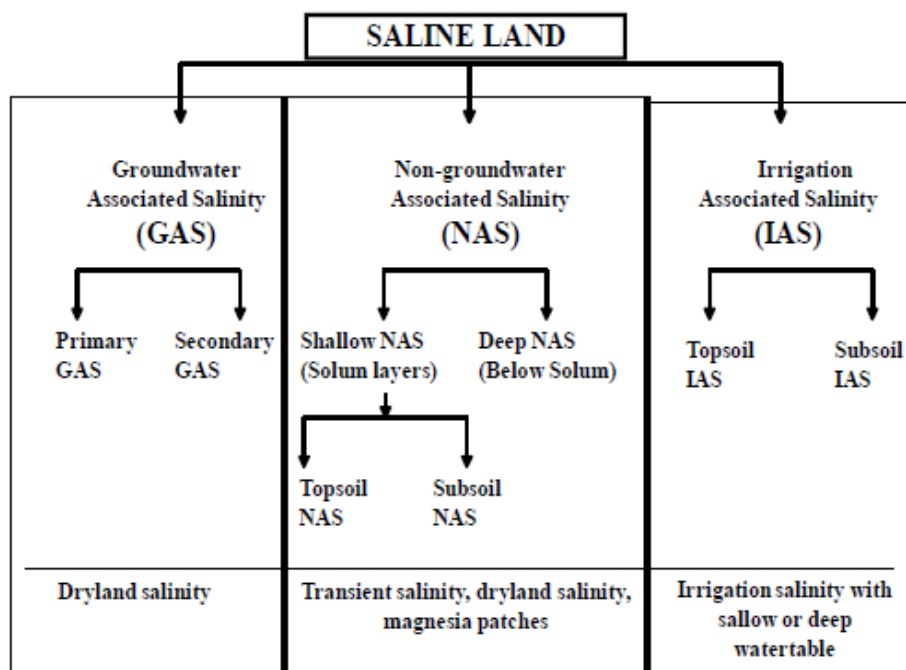 SALINE LAND
Groundwater
Associated Salinity
(GAS)
Primary
GAS
Secondary
GAS
Dryland salinity
Non-groundwater
Associated Salinity
(NAS)
Shallow NAS
(Solum layers)
Deep NAS
(Below Solum)
Topsoil
NAS
Subsoil
NAS
Transient salinity, dryland salinity,
magnesia patches
Irrigation
Associated Salinity
(IAS)
Topsoil
IAS
Subsoil
IAS
Irrigation salinity with
sallow or deep
watertable